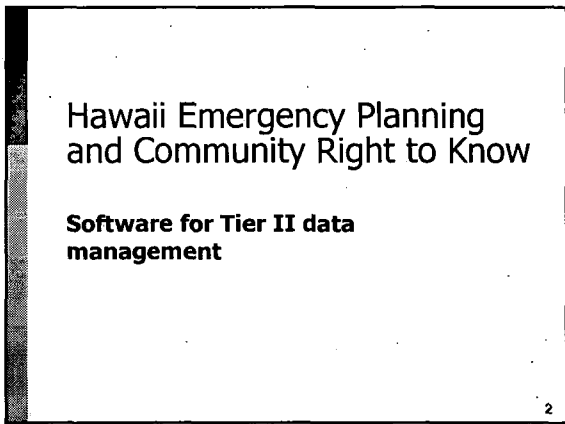 Hawaii Emergency Planning
and Community Right to Know
Software for Tier II data
management
2